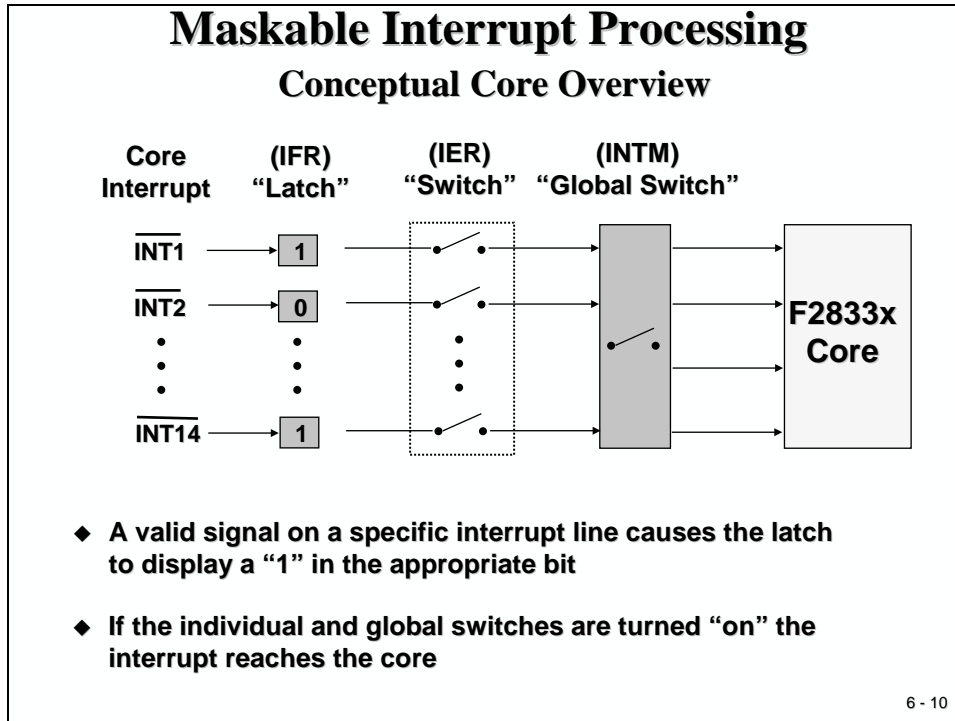 Maskable Interrupt Processing
Conceptual Core Overview
Core
Interrupt
(IFR)
“Latch”
(IER)
“Switch”
(INTM)
“Global Switch”
INT1
1
INT2
0
INT14
1
F2833x
Core
A valid signal on a specific interrupt line causes the latch
to display a “1” in the appropriate bit
If the individual and global switches are turned “on” the
interrupt reaches the core
6 - 10